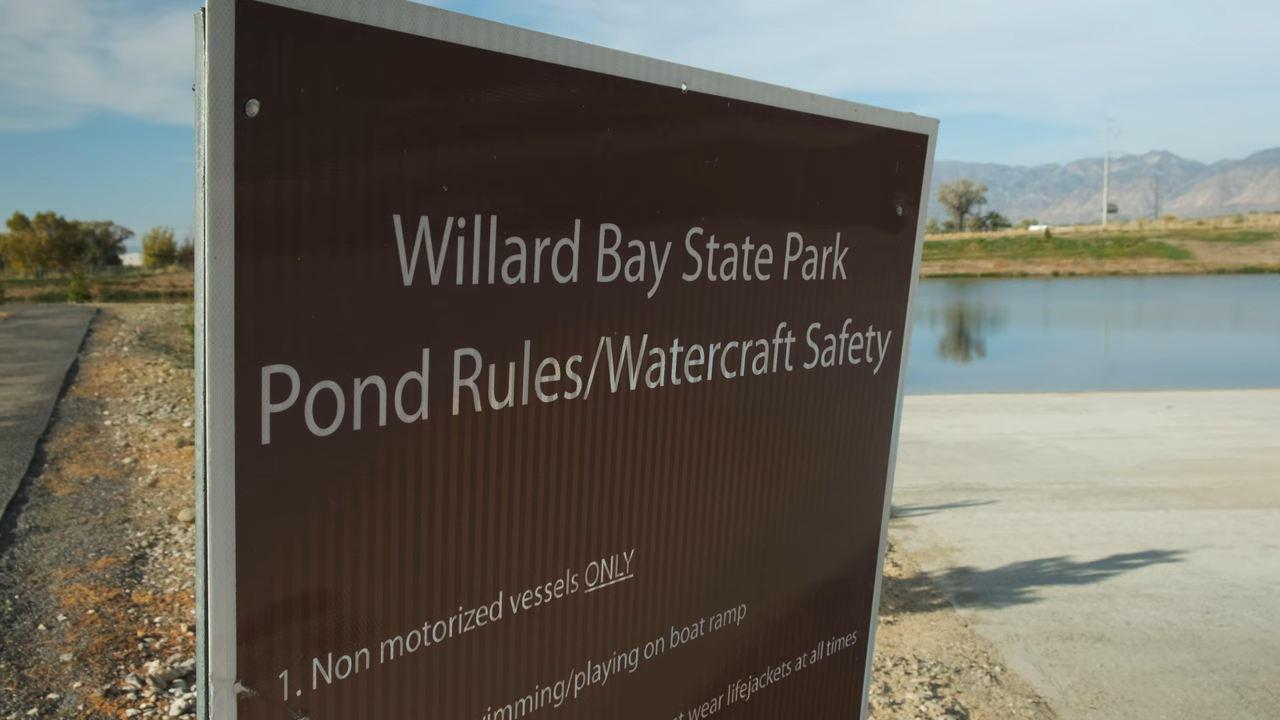 Willard Bay State Park
Pond Rules/Watercraft Safety
1. Non motorized vessels ONLY
playing on boat ramp
wear lifejackets at all times